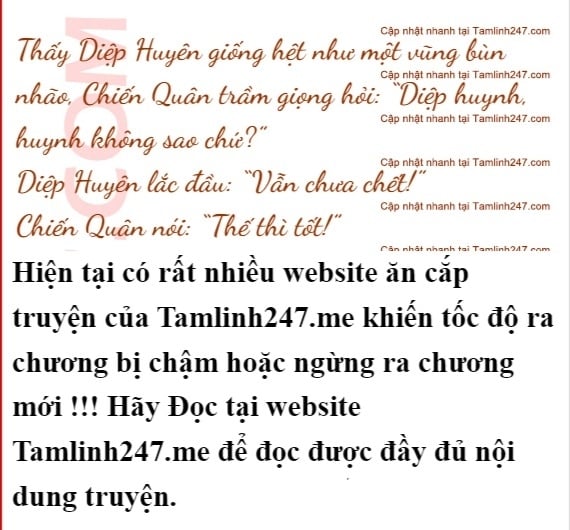 Cập nhật nhanh tại Tamlinh247.com
Thấy Diệp Huyên giống hệt như một vũng bùn
Cập nhật nhanh tại Tamlinh247.com
nhão, Chiến Quân trầm giọng hỏi: “Diệp huynh,
Cập nhật nhanh tại Tamlinh247.com
huynh không sao chứ?”
Cập nhật nhanh tại Tamlinh247.com
Diệp Huyên lắc đầu: “Vẫn chưa chết!”
Cập nhật nhanh tại Tamlinh247.com
Chiến Quân nói: “Thế thì tốt!”
Cập nhật nhanh tại Tamlinh247.com
.COM
Hiện tại có rất nhiều website ăn cắp
truyện của Tamlinh247.me khiến tốc độ ra
chương bị chậm hoặc ngừng ra chương
mới !!! Hãy Đọc tại website
Tamlinh247.me để đọc được đầy đủ nội
dung truyện.